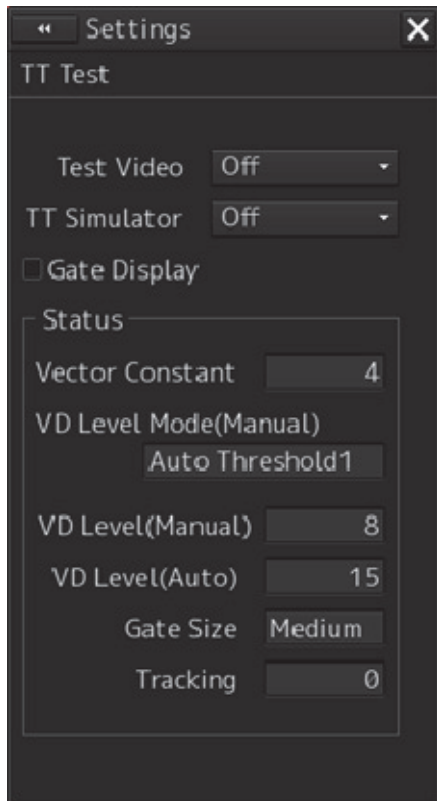 Settings
TT Test
Test Video Off
TT Simulator Off
Gate Display
Status
Vector Constant 4
VD Level Mode(Manual)
Auto Threshold1
VD Level(Manual) 8
VD Level(Auto) 15
Gate Size Medium
Tracking 0